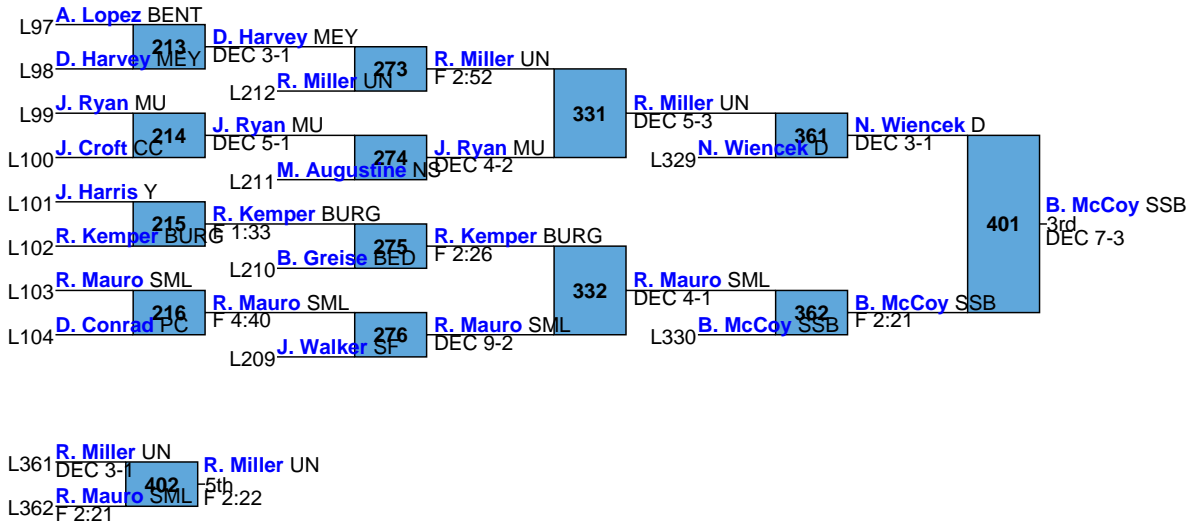 L97 A. Lopez BENT
213
L98 D. Harvey MEY
D. Harvey MEY
DEC 3-1
273
L212 R. Miller UN
R. Miller UN
F 2:52
L99 J. Ryan MU
214
L100 J. Croft CC
J. Ryan MU
DEC 5-1
274
L211 M. Augustine NS
J. Ryan MU
DEC 4-2
331
R. Miller UN
DEC 5-3
361
L329 N. Wiencek D
N. Wiencek D
DEC 3-1
L101 J. Harris Y
215
L102 R. Kemper BURG
R. Kemper BURG
F 1:33
275
L210 B. Greise BED
R. Kemper BURG
F 2:26
L103 R. Mauro SML
216
L104 D. Conrad PC
R. Mauro SML
F 4:40
276
L209 J. Walker SF
R. Mauro SML
DEC 9-2
332
R. Mauro SML
DEC 4-1
362
L330 B. McCoy SSB
B. McCoy SSB
F 2:21
401
B. McCoy SSB
3rd
DEC 7-3
L361 R. Miller UN
DEC 3-1
402
L362 R. Mauro SML
F 2:21
R. Miller UN
5th
F 2:22